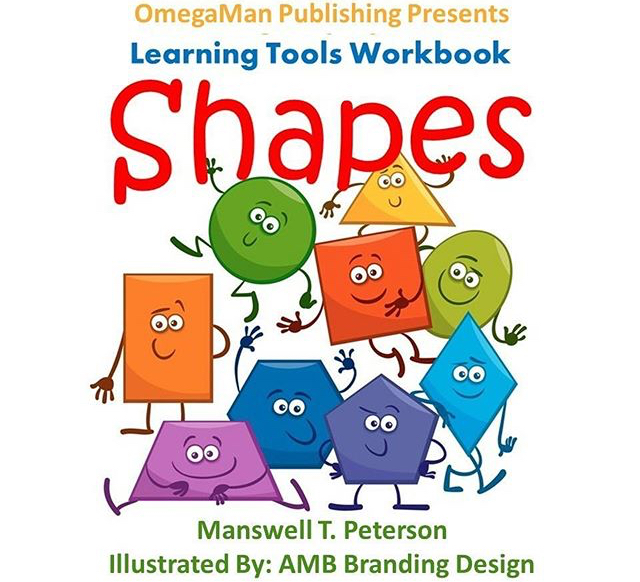 OmegaMan Publishing Presents
Learning Tools Workbook
Shapes
Manswell T. Peterson
Illustrated By: AMB Branding Design